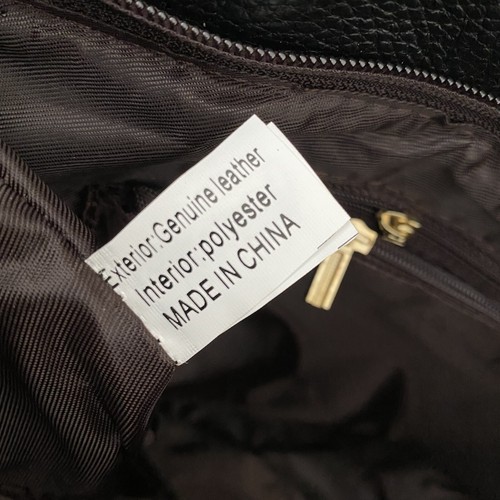 Exterior:Genuine leather
Interior:polyester
MADE IN CHINA